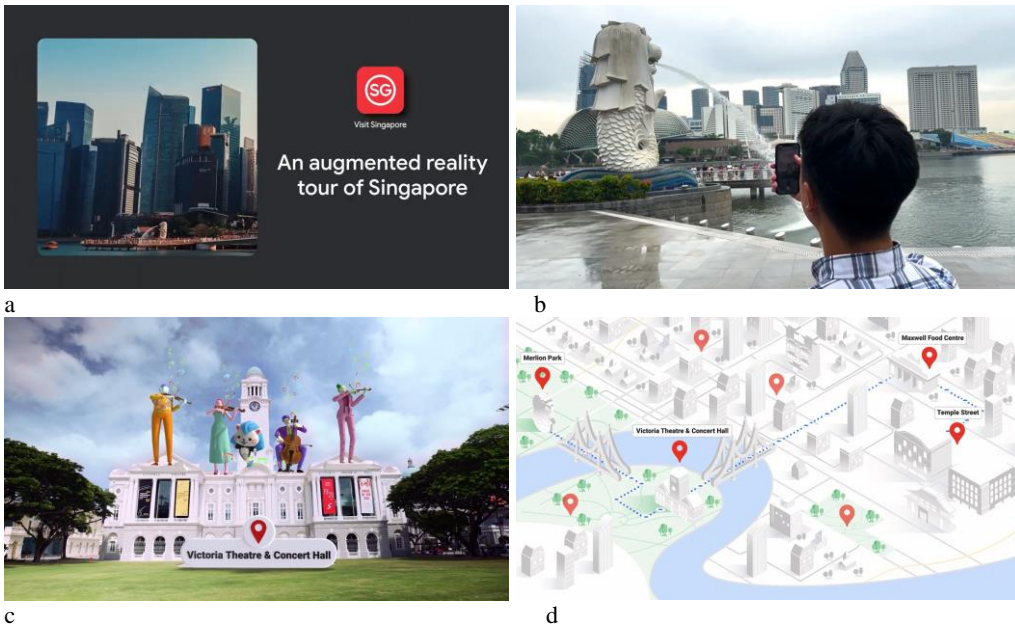 SG
Visit Singapore
An augmented reality
tour of Singapore
a
b
Victoria Theatre & Concert Hall
Maxwell Food Centre
Merlion Park
Temple Street
Victoria Theatre & Concert Hall
c
d